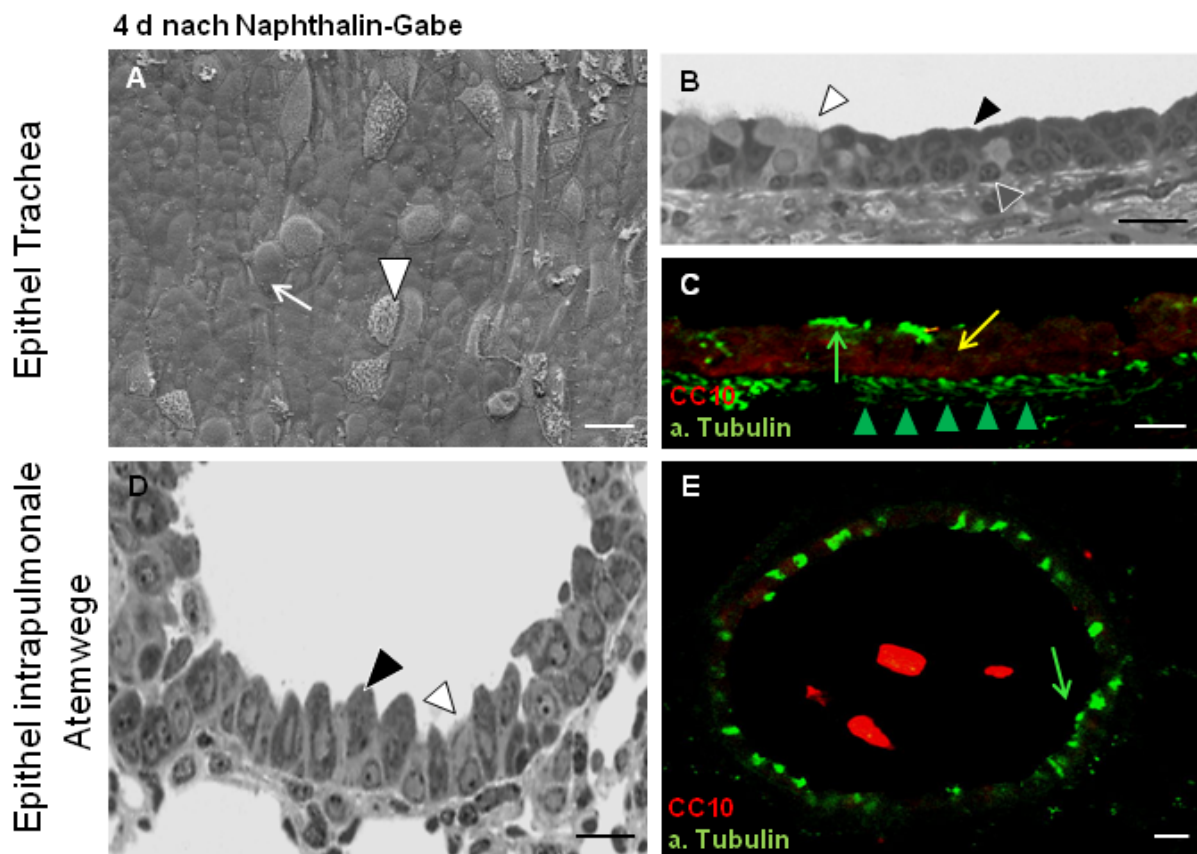 4 d nach Naphthalin-Gabe
Epithel Trachea
A
B
C
CC10
a. Tubulin
Epithel intrapulmonale
Atemwege
D
E
CC10
a. Tubulin